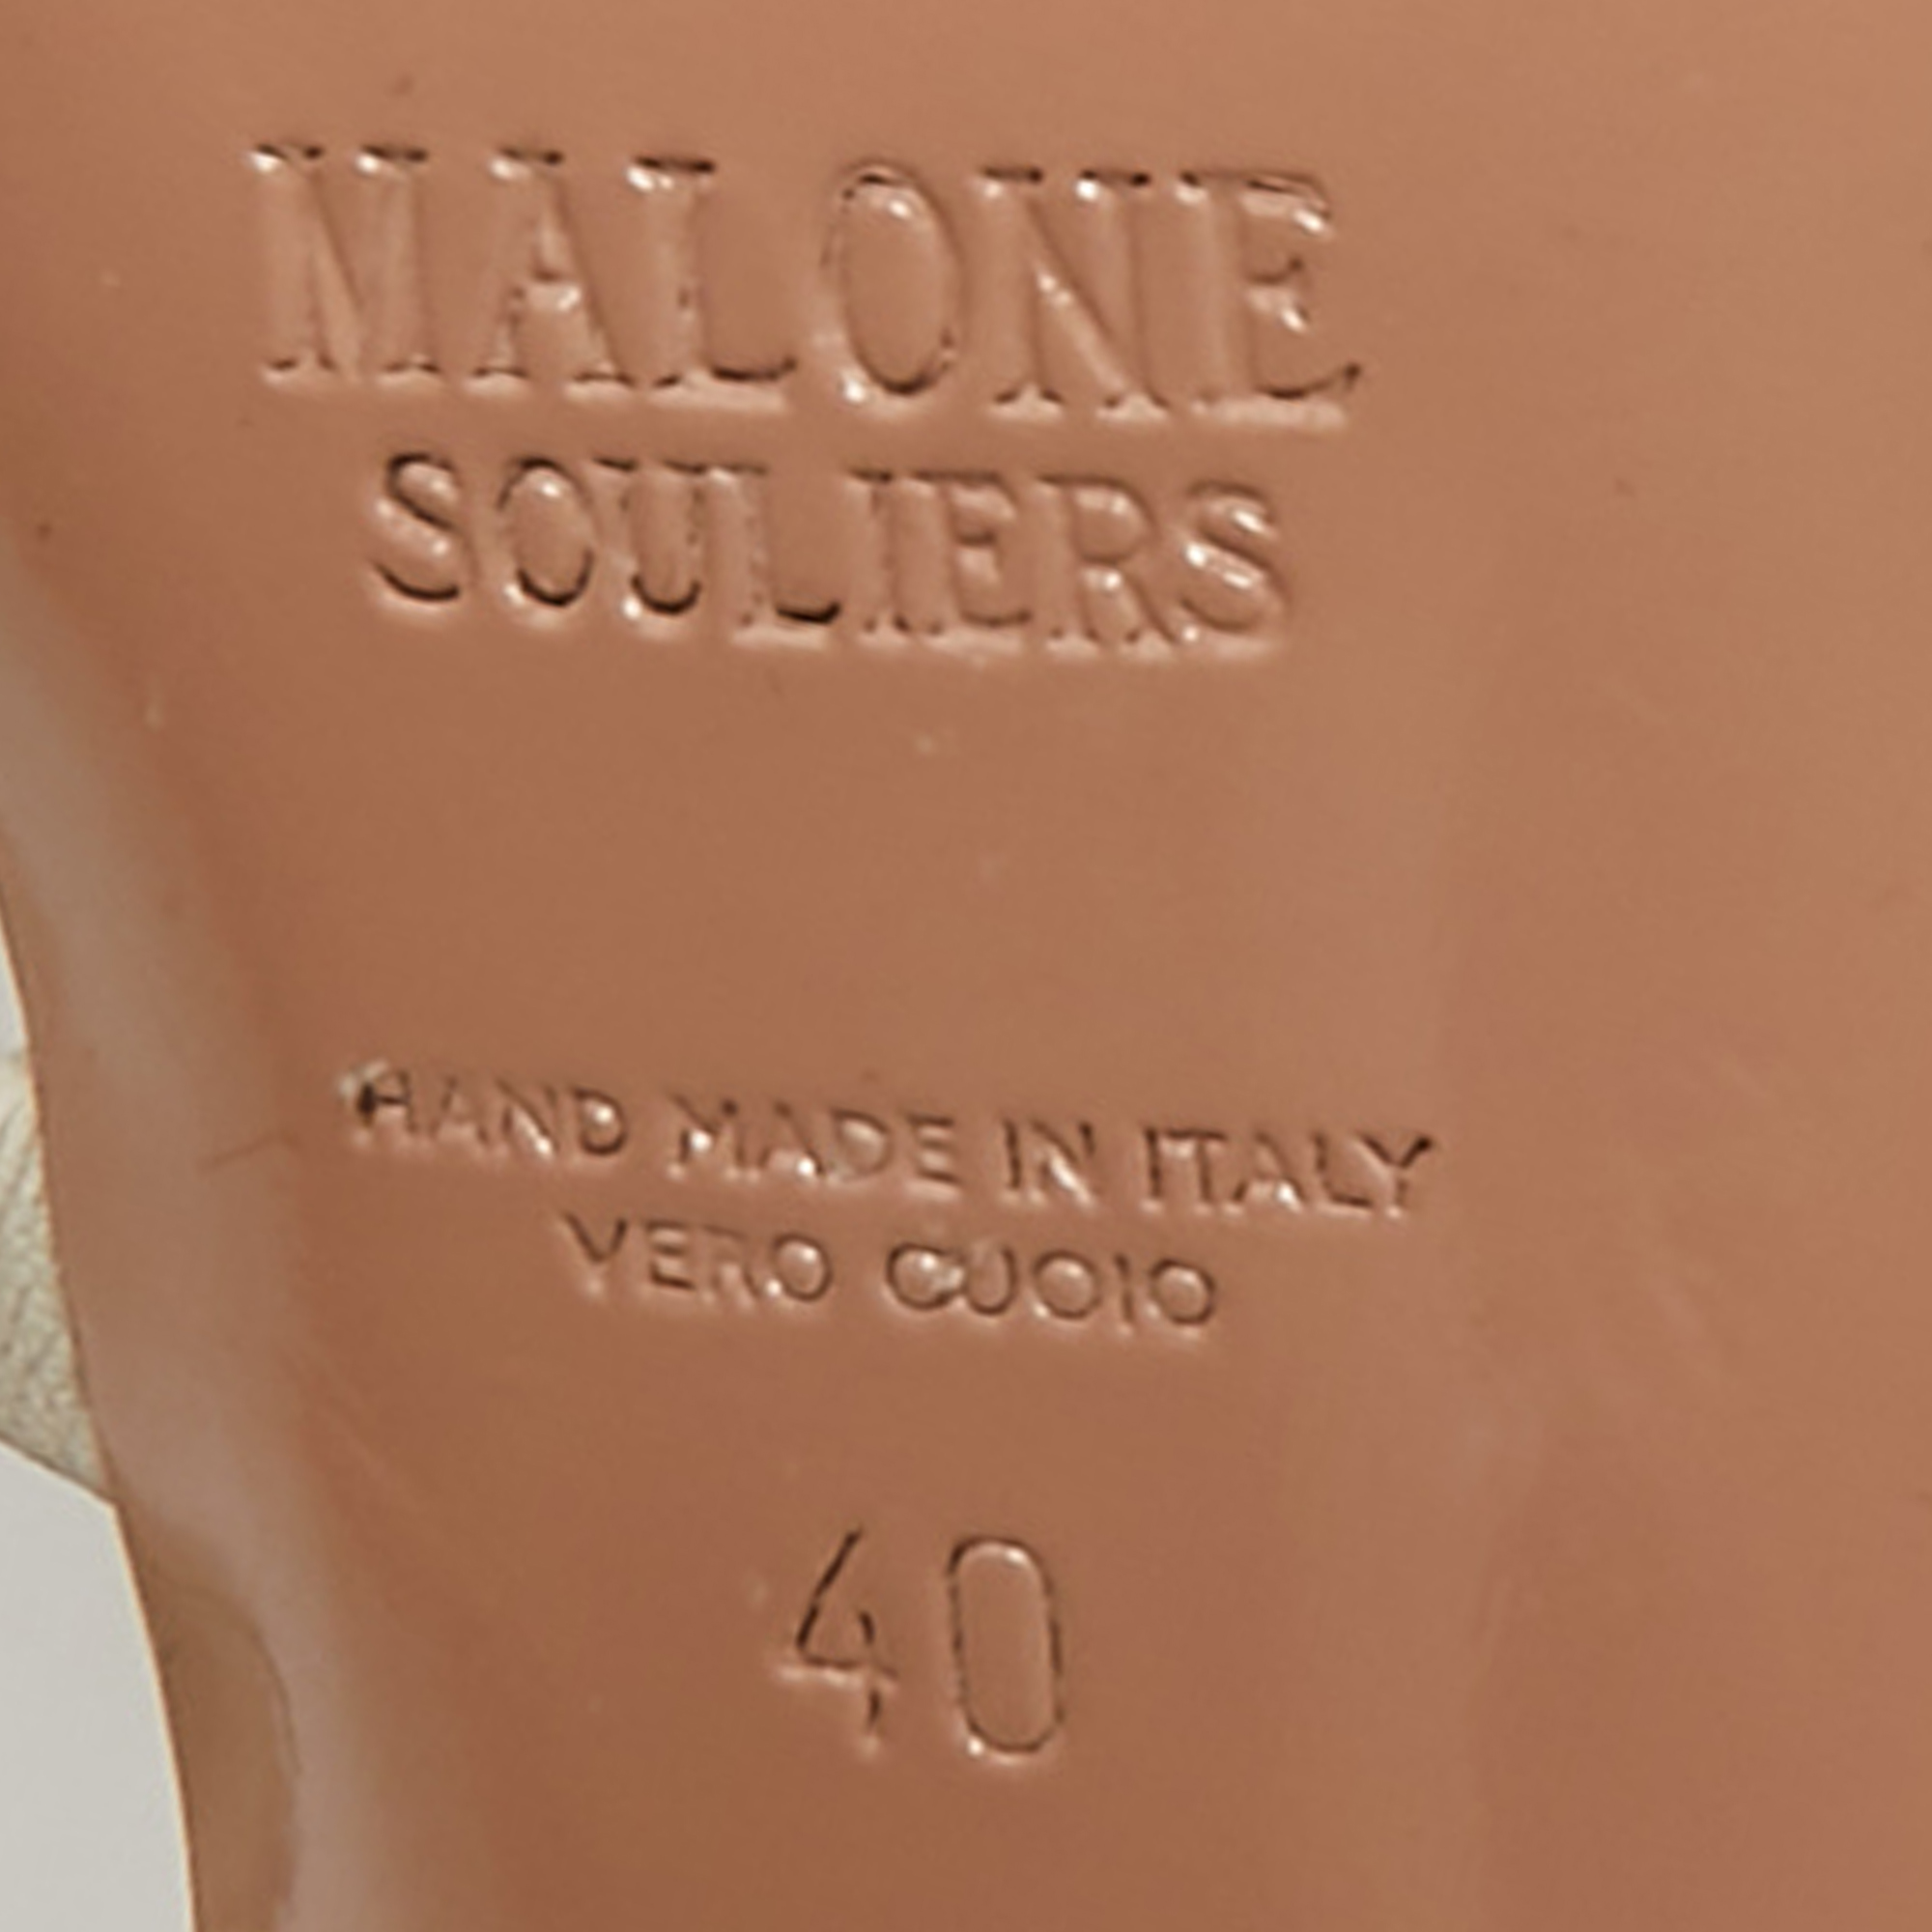 MALONE
SOULIERS
HAND MADE IN ITALY
VERO CUOIO
40